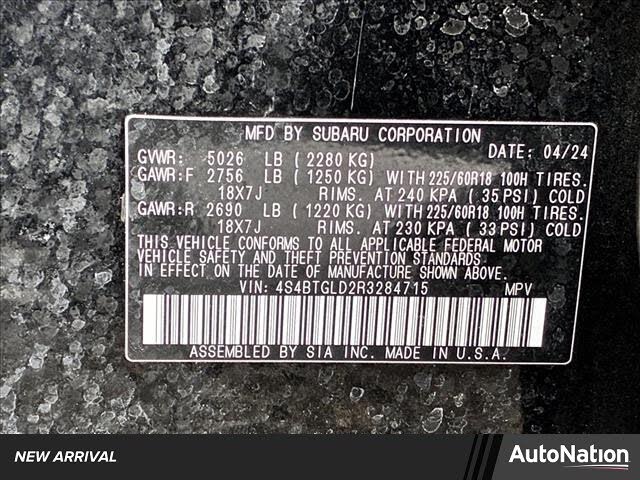 MFD BY SUBARU CORPORATION
DATE: 04/24
GVWR: 5026 LB ( 2280 KG)
GAWR:F 2756 LB ( 1250 KG) WITH 225/60R18 100H TIRES.
18X7J RIMS. AT 240 KPA ( 35 PSI) COLD
GAWR:R 2690 LB ( 1220 KG) WITH 225/60R18 100H TIRES.
18X7J RIMS. AT 230 KPA ( 33 PSI) COLD
THIS VEHICLE CONFORMS TO ALL APPLICABLE FEDERAL MOTOR
VEHICLE SAFETY AND THEFT PREVENTION STANDARDS
IN EFFECT ON THE DATE OF MANUFACTURE SHOWN ABOVE.
VIN: 4S4BTGLD2R3284715 MPV
ASSEMBLED BY SIA INC. MADE IN U.S.A.
NEW ARRIVAL
AutoNation